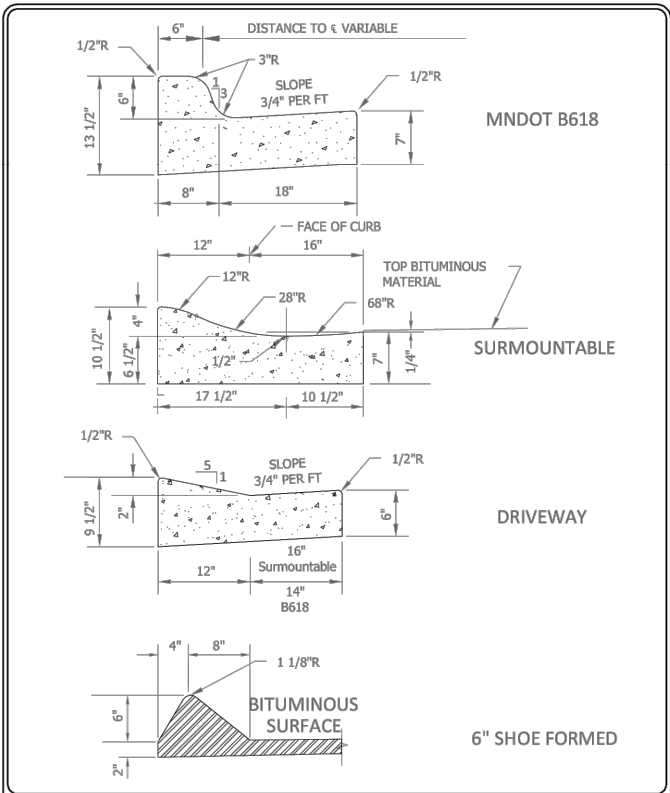 6"
DISTANCE TO ℄ VARIABLE
1/2"R
3"R
1
3
SLOPE
3/4" PER FT
1/2"R
13 1/2"
6"
7"
MNDOT B618
8"
18"
FACE OF CURB
12"
16"
TOP BITUMINOUS
MATERIAL
12"R
28"R
68"R
10 1/2"
4"
6 1/2"
1/2"
7"
1/4"
SURMOUNTABLE
17 1/2"
10 1/2"
1/2"R
5
1
SLOPE
3/4" PER FT
1/2"R
9 1/2"
2"
6"
DRIVEWAY
12"
16"
Surmountable
14"
B618
4"
8"
1 1/8"R
6"
2"
BITUMINOUS
SURFACE
6" SHOE FORMED